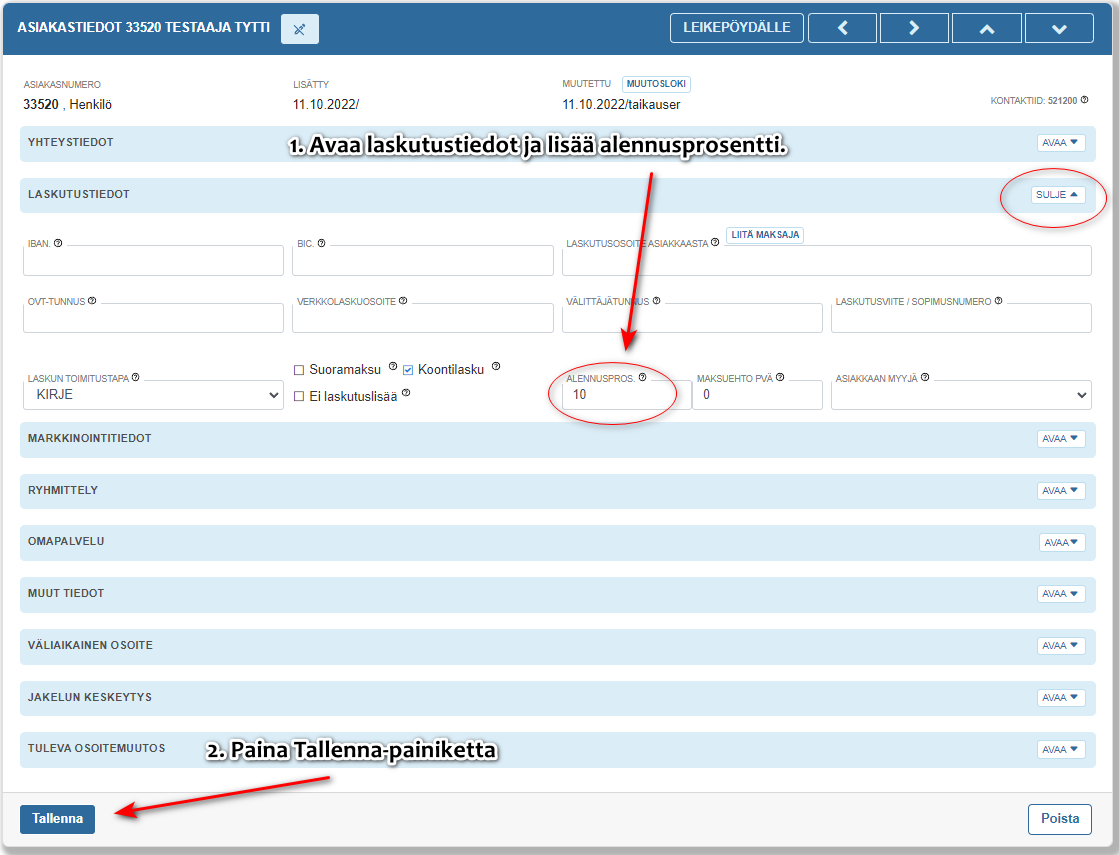 ASIAKASTIEDOT 33520 TESTAAJA TYTTI
LEIKEPÖYDÄLLE
ASIAKASNUMERO
33520 , Henkilö
LISÄTTY
11.10.2022/
MUUTETTU MUUTOSLOKI
11.10.2022/taikauser
KONTAKTIID: 521200
YHTEYSTIEDOT
1. Avaa laskutustiedot ja lisää alennusprosentti.
AVAA
LASKUTUSTIEDOT
SULJE
IBAN.
BIC.
LASKUTUSOSOITE ASIAKKAASTA
LIITÄ MAKSAJA
OVT-TUNNUS
VERKKOLASKUOSOITE
VÄLITTÄJÄTUNNUS
LASKUTUSVIITE / SOPIMUSNUMERO
LASKUN TOIMITUSTAPA
KIRJE
Suoramaksu
Koontilasku
Ei laskutuslisää
ALENNUSPROS.
10
MAKSUEHTO PVÄ
0
ASIAKKAAN MYYJÄ
MARKKINOINTITIEDOT
AVAA
RYHMITTELY
AVAA
OMAPALVELU
AVAA
MUUT TIEDOT
AVAA
VÄLIAIKAINEN OSOITE
AVAA
JAKELUN KESKEYTYS
AVAA
TULEVA OSOITEMUUTOS
2. Paina Tallenna-painiketta
AVAA
Tallenna
Poista